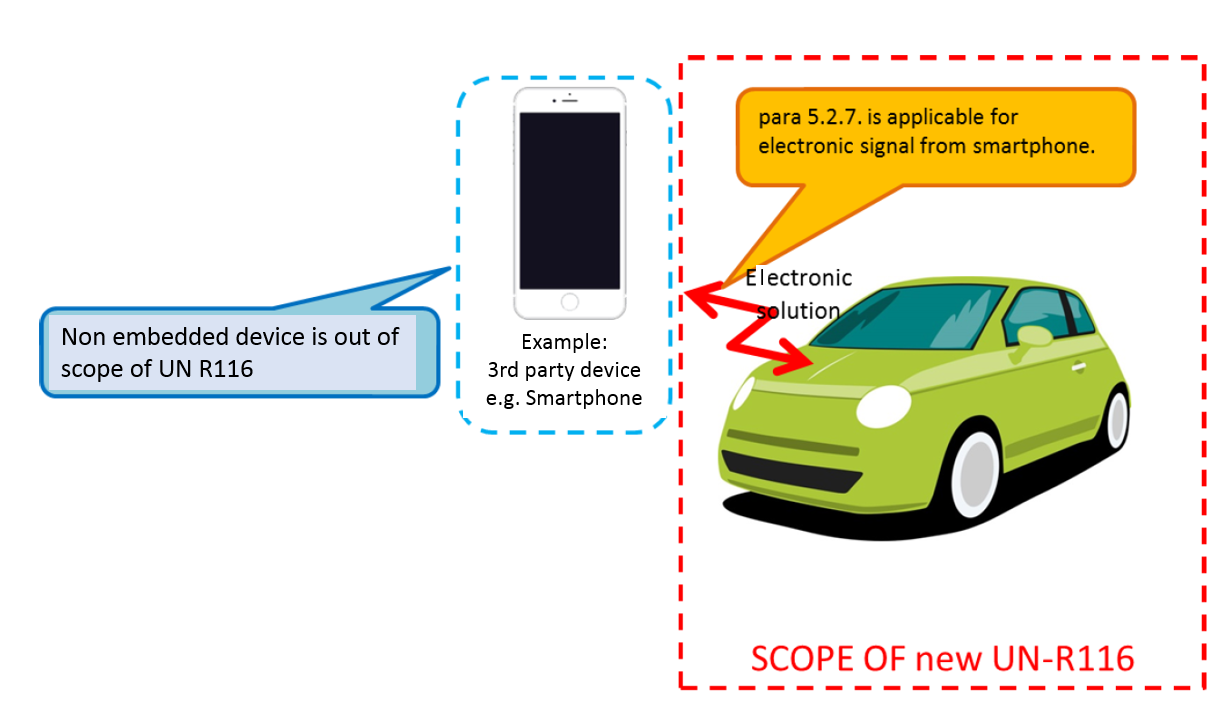 para 5.2.7. is applicable for
electronic signal from smartphone.
Electronic
solution
Non embedded device is out of
scope of UN R116
Example:
3rd party device
e.g. Smartphone
SCOPE OF new UN-R116